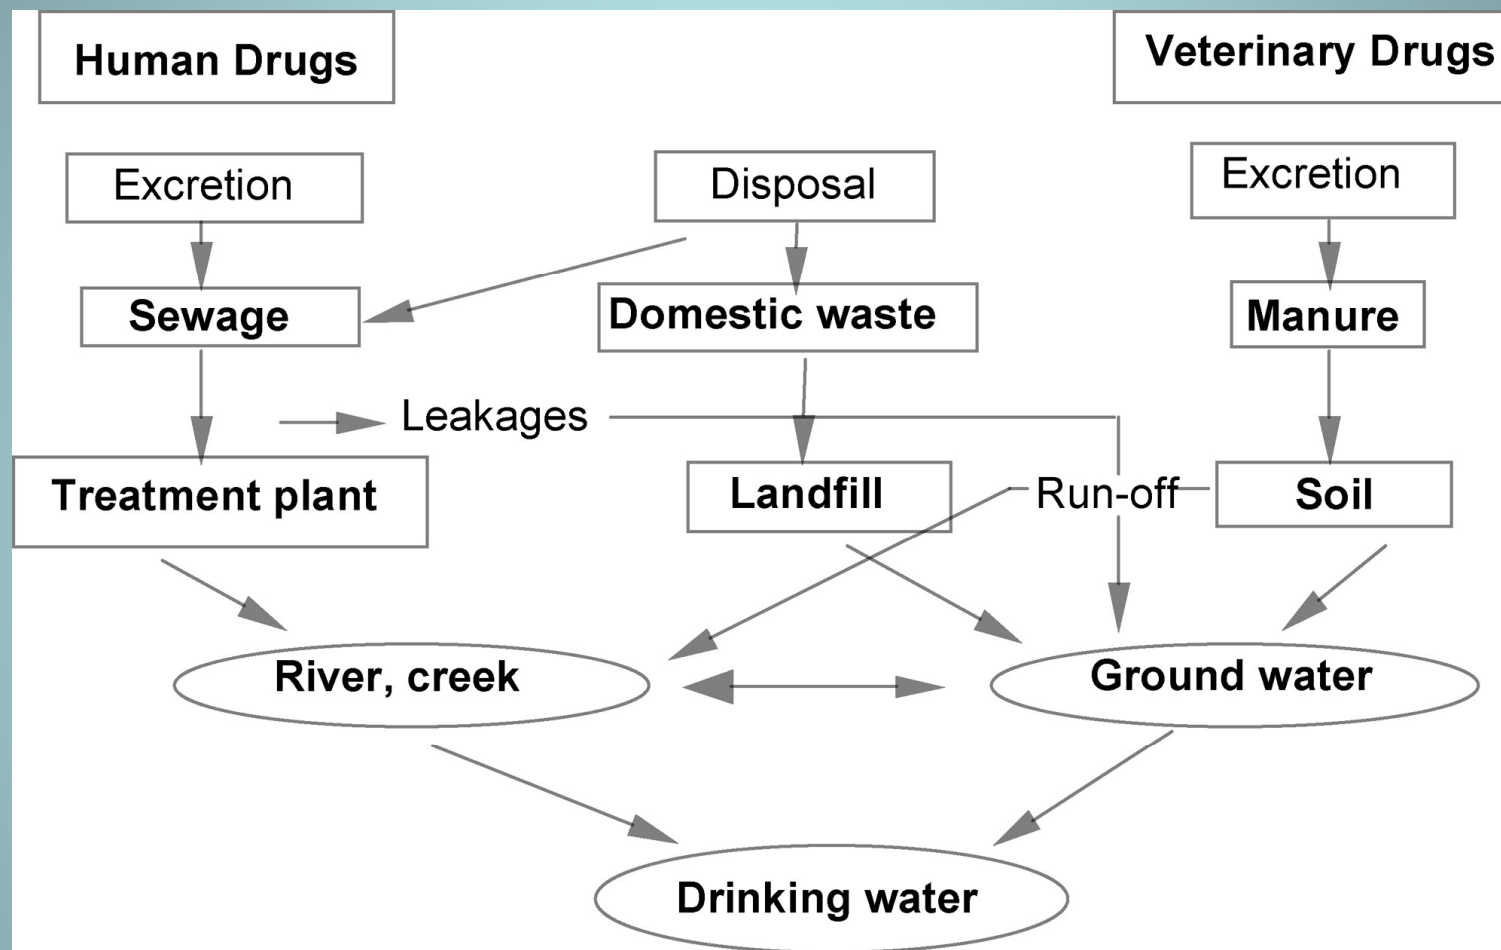 Human Drugs
Veterinary Drugs
Excretion
Disposal
Excretion
Sewage
Domestic waste
Manure
Leakages
Treatment plant
Landfill
Run-off
Soil
River, creek
Ground water
Drinking water